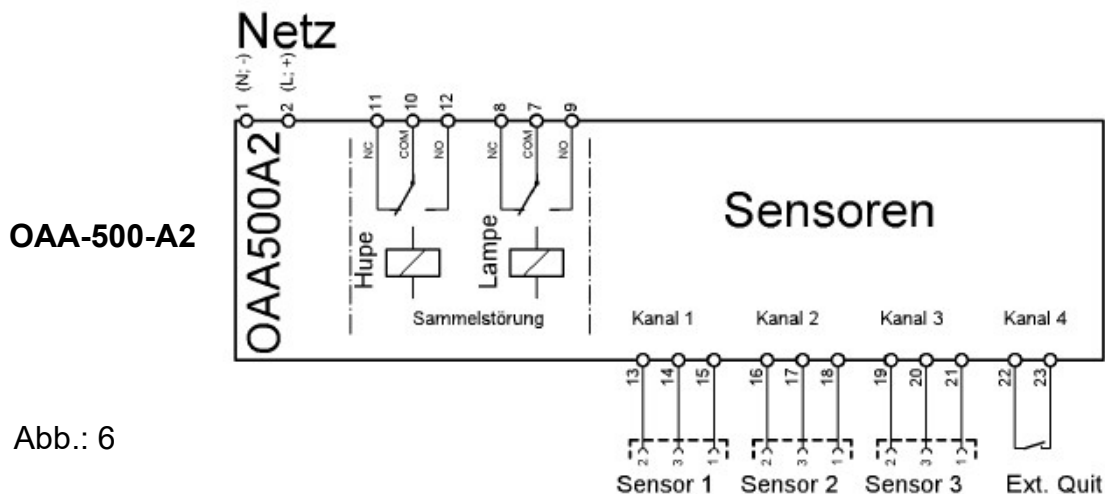 Netz
1 (N; -)
2 (L; +)
11 10 12 8 7 9
NC COM NO NC COM NO
OAA500A2
OAA-500-A2
Sensoren
Hupe
Lampe
Sammelstörung
Kanal 1 Kanal 2 Kanal 3 Kanal 4
13 14 15 16 17 18 19 20 21 22 23
2 3 1 2 3 1 2 3 1
Abb.: 6
Sensor 1 Sensor 2 Sensor 3 Ext. Quit